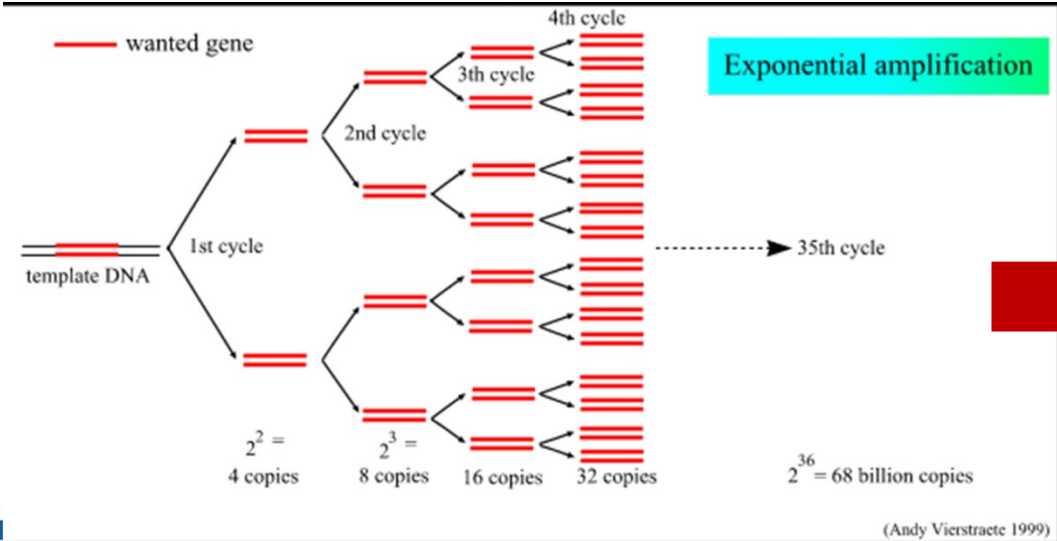 4th cycle
wanted gene
Exponential amplification
3th cycle
2nd cycle
1st cycle
35th cycle
template DNA
2² =
4 copies
2³ =
8 copies
16 copies
32 copies
2³⁶ = 68 billion copies
(Andy Vierstraete 1999)